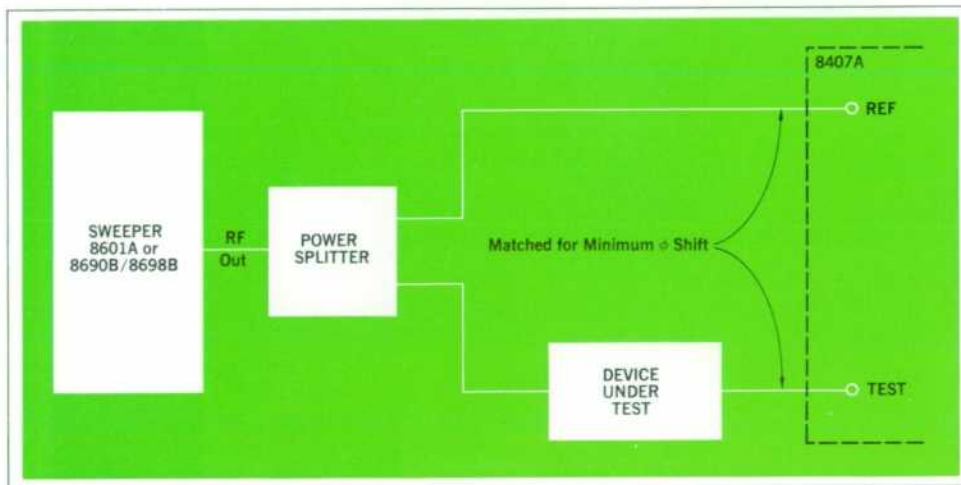 8407A
REF
SWEEPER
8601A or
8690B/8698B
RF
Out
POWER
SPLITTER
Matched for Minimum ϕ Shift
DEVICE
UNDER
TEST
TEST